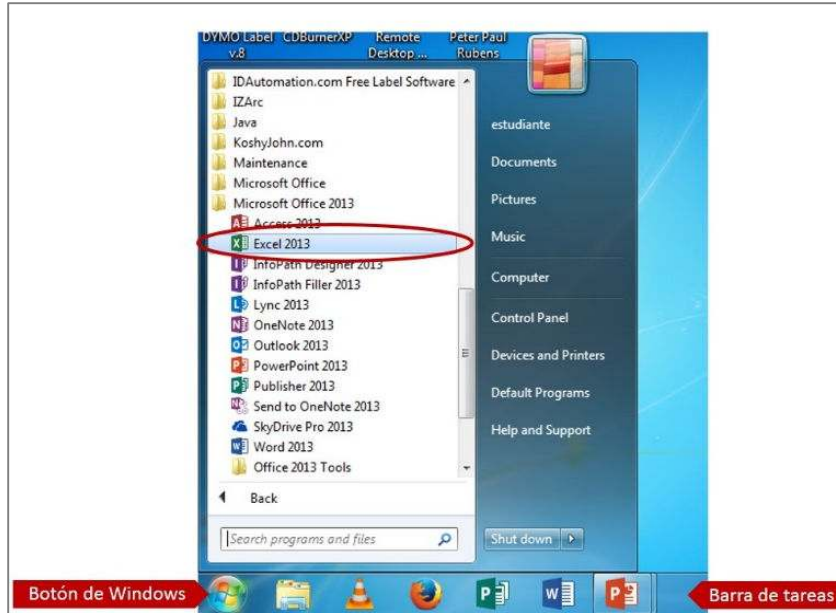 DYMO Label
v.8
CDBurnerXP
Remote
Desktop ...
Peter Paul
Rubens
IDAutomation.com Free Label Software
IZArc
Java
KoshyJohn.com
Maintenance
Microsoft Office
Microsoft Office 2013
Access 2013
Excel 2013
InfoPath Designer 2013
InfoPath Filler 2013
Lync 2013
OneNote 2013
Outlook 2013
PowerPoint 2013
Publisher 2013
Send to OneNote 2013
SkyDrive Pro 2013
Word 2013
Office 2013 Tools
Back
Search programs and files
estudiante
Documents
Pictures
Music
Computer
Control Panel
Devices and Printers
Default Programs
Help and Support
Shut down
Botón de Windows
Barra de tareas